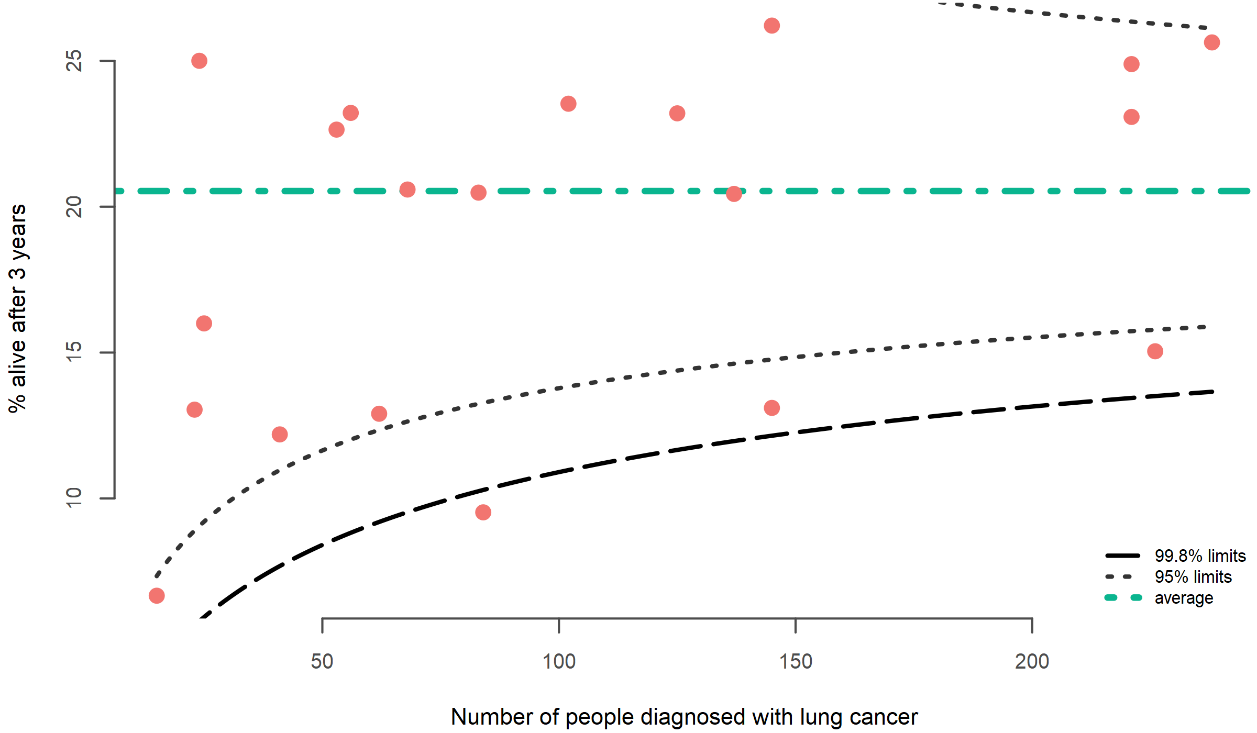 % alive after 3 years
25
20
15
10
50
100
150
200
Number of people diagnosed with lung cancer
99.8% limits
95% limits
average